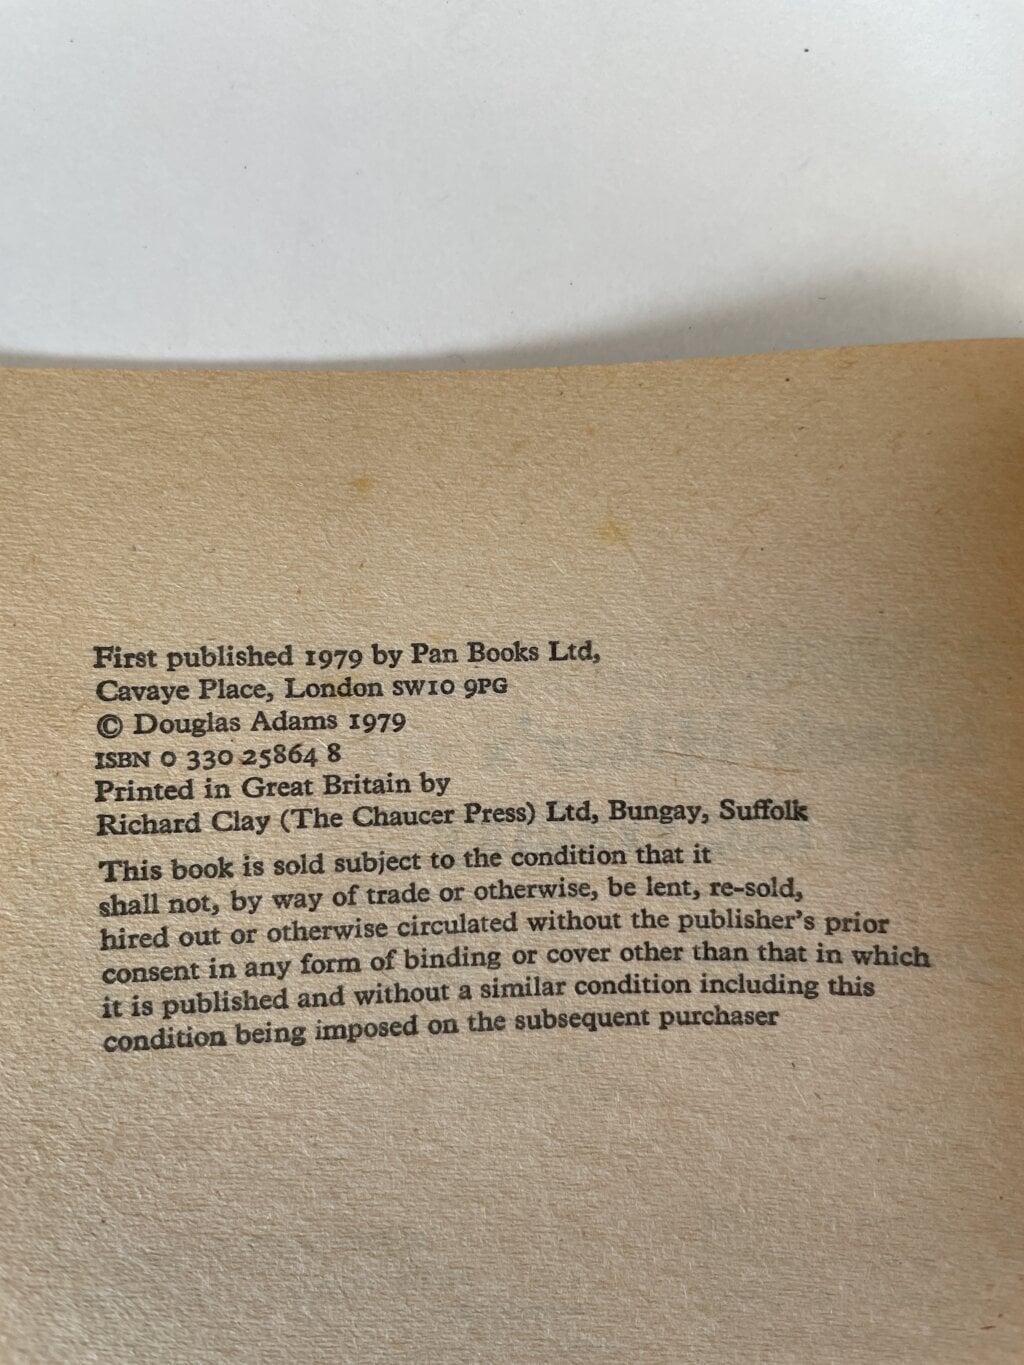 First published 1979 by Pan Books Ltd,
Cavaye Place, London SW10 9PG
© Douglas Adams 1979
ISBN 0 330 25864 8
Printed in Great Britain by
Richard Clay (The Chaucer Press) Ltd, Bungay, Suffolk
This book is sold subject to the condition that it
shall not, by way of trade or otherwise, be lent, re-sold,
hired out or otherwise circulated without the publisher's prior
consent in any form of binding or cover other than that in which
it is published and without a similar condition including this
condition being imposed on the subsequent purchaser